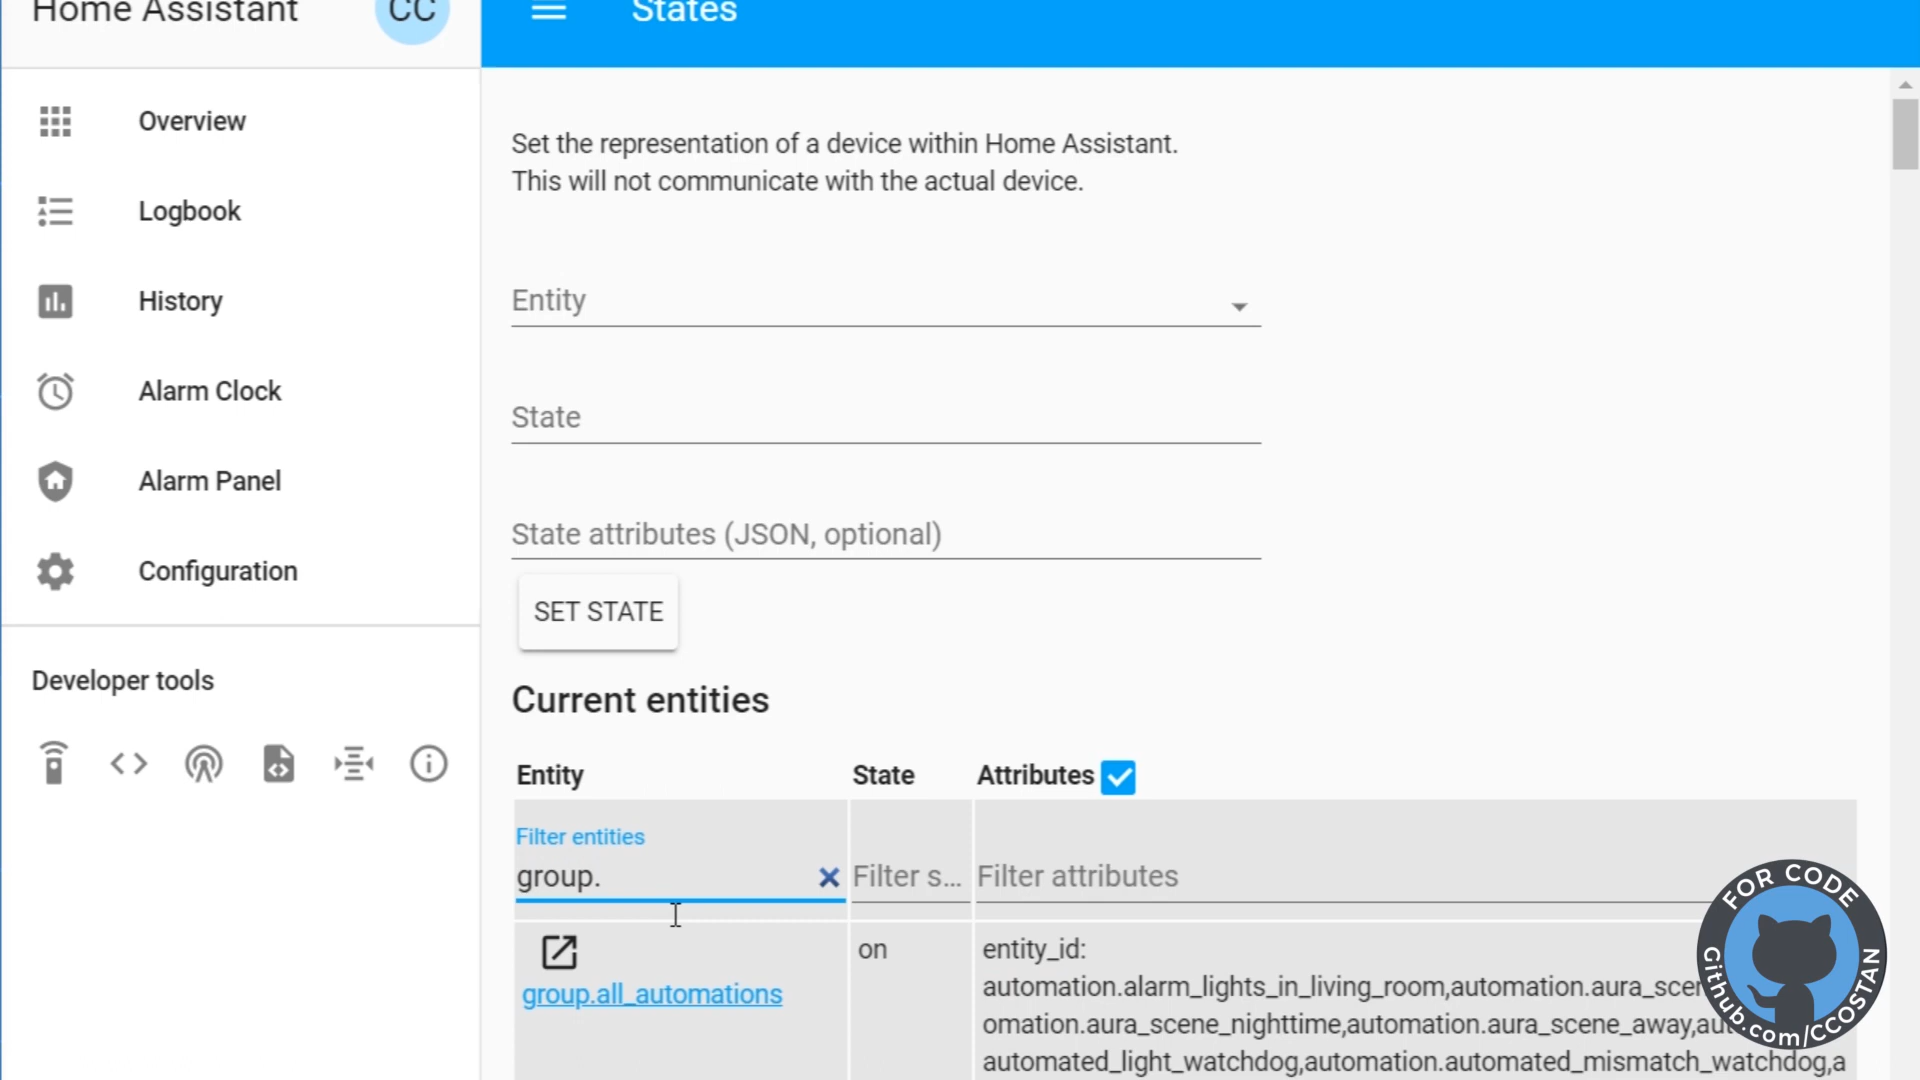 Home Assistant
CC
States
Overview
Logbook
History
Alarm Clock
Alarm Panel
Configuration
Developer tools
Set the representation of a device within Home Assistant.
This will not communicate with the actual device.
Entity
State
State attributes (JSON, optional)
SET STATE
Current entities
Entity State Attributes
Filter entities
group. Filter s... Filter attributes
group.all_automations
on
entity_id:
automation.alarm_lights_in_living_room,automation.aura_scen
omation.aura_scene_nighttime,automation.aura_scene_away,au
automated_light_watchdog,automation.automated_mismatch_watchdog,a
FOR CODE
Github.com/CCOSTAN